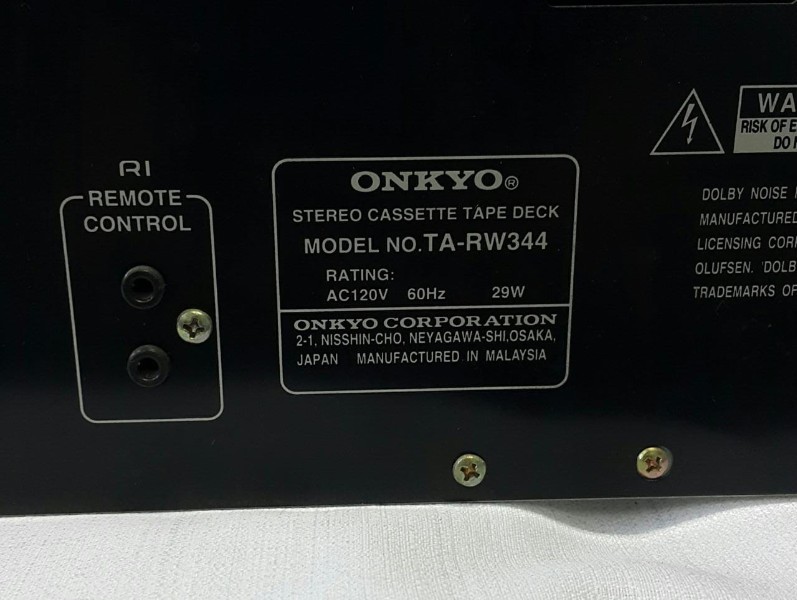 RI
REMOTE
CONTROL
ONKYO®
STEREO CASSETTE TAPE DECK
MODEL NO.TA-RW344
RATING:
AC120V 60Hz 29W
ONKYO CORPORATION
2-1, NISSHIN-CHO, NEYAGAWA-SHI,OSAKA,
JAPAN MANUFACTURED IN MALAYSIA
WA
RISK OF E
DO N
DOLBY NOISE
MANUFACTURED
LICENSING COR
OLUFSEN. 'DOLB
TRADEMARKS OF